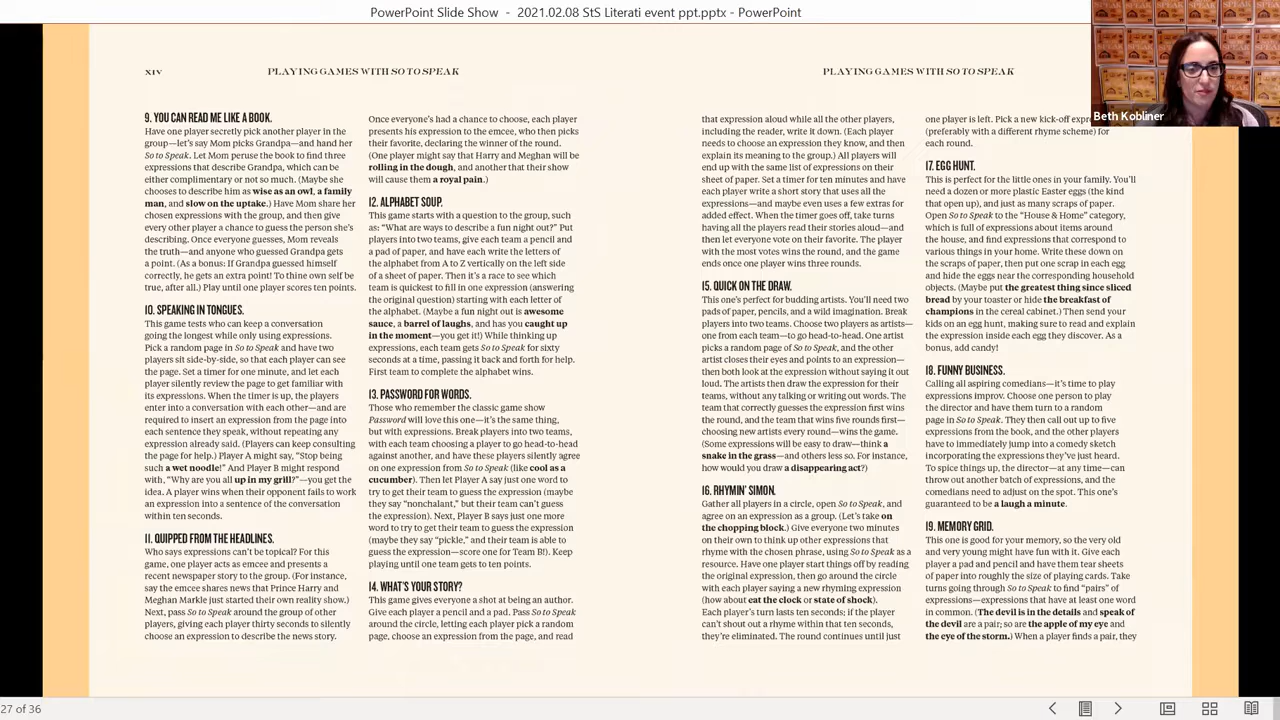 PowerPoint Slide Show - 2021.02.08 StS Literati event ppt.pptx - PowerPoint
Beth Kobliner
XIV
PLAYING GAMES WITH SO TO SPEAK
9. YOU CAN READ ME LIKE A BOOK.
Have one player secretly pick another player in the
group—let's say Mom picks Grandpa—and hand her
So to Speak. Let Mom peruse the book to find three
expressions that describe Grandpa, which can be
either complimentary or not so much. (Maybe she
chooses to describe him as wise as an owl, a family
man, and slow on the uptake.) Have Mom share her
chosen expressions with the group, and then give
every other player a chance to guess the person she's
describing. Once everyone guesses, Mom reveals
the truth—and anyone who guessed Grandpa gets
a point. (As a bonus: If Grandpa guessed himself
correctly, he gets an extra point! To thine own self be
true, after all.) Play until one player scores ten points.
10. SPEAKING IN TONGUES.
This game tests who can keep a conversation
going the longest while only using expressions.
Pick a random page in So to Speak and have two
players sit side-by-side, so that each player can see
the page. Set a timer for one minute, and let each
player silently review the page to get familiar with
its expressions. When the timer is up, the players
enter into a conversation with each other—and are
required to insert an expression from the page into
each sentence they speak, without repeating any
expression already said. (Players can keep consulting
the page for help.) Player A might say, "Stop being
such a wet noodle!" And Player B might respond
with, "Why are you all up in my grill?"—you get the
idea. A player wins when their opponent fails to work
an expression into a sentence of the conversation
within ten seconds.
11. QUIPPED FROM THE HEADLINES.
Who says expressions can't be topical? For this
game, one player acts as emcee and presents a
recent newspaper story to the group. (For instance,
say the emcee shares news that Prince Harry and
Meghan Markle just started their own reality show.)
Next, pass So to Speak around the group of other
players, giving each player thirty seconds to silently
choose an expression to describe the news story.
Once everyone's had a chance to choose, each player
presents his expression to the emcee, who then picks
their favorite, declaring the winner of the round.
(One player might say that Harry and Meghan will be
rolling in the dough, and another that their show
will cause them a royal pain.)
12. ALPHABET SOUP.
This game starts with a question to the group, such
as: "What are ways to describe a fun night out?" Put
players into two teams, give each team a pencil and
a pad of paper, and have each write the letters of
the alphabet from A to Z vertically on the left side
of a sheet of paper. Then it's a race to see which
team is quickest to fill in one expression (answering
the original question) starting with each letter of
the alphabet. (Maybe a fun night out is awesome
sauce, a barrel of laughs, and has you caught up
in the moment—you get it!) While thinking up
expressions, each team gets So to Speak for sixty
seconds at a time, passing it back and forth for help.
First team to complete the alphabet wins.
13. PASSWORD FOR WORDS.
Those who remember the classic game show
Password will love this one—it's the same thing,
but with expressions. Break players into two teams,
with each team choosing a player to go head-to-head
against another, and have these players silently agree
on one expression from So to Speak (like cool as a
cucumber). Then let Player A say just one word to
try to get their team to guess the expression (maybe
they say "nonchalant," but their team can't guess
the expression). Next, Player B says just one more
word to try to get their team to guess the expression
(maybe they say "pickle," and their team is able to
guess the expression—score one for Team B!). Keep
playing until one team gets to ten points.
14. WHAT'S YOUR STORY?
This game gives everyone a shot at being an author.
Give each player a pencil and a pad. Pass So to Speak
around the circle, letting each player pick a random
page, choose an expression from the page, and read
PLAYING GAMES WITH SO TO SPEAK
that expression aloud while all the other players,
including the reader, write it down. (Each player
needs to choose an expression they know, and then
explain its meaning to the group.) All players will
end up with the same list of expressions on their
sheet of paper. Set a timer for ten minutes and have
each player write a short story that uses all the
expressions—and maybe even uses a few extras for
added effect. When the timer goes off, take turns
having all the players read their stories aloud—and
then let everyone vote on their favorite. The player
with the most votes wins the round, and the game
ends once one player wins three rounds.
15. QUICK ON THE DRAW.
This one's perfect for budding artists. You'll need two
pads of paper, pencils, and a wild imagination. Break
players into two teams. Choose two players as artists—
one from each team—to go head-to-head. One artist
picks a random page of So to Speak, and the other
artist closes their eyes and points to an expression—
then both look at the expression without saying it out
loud. The artists then draw the expression for their
teams, without any talking or writing out words. The
team that correctly guesses the expression first wins
the round, and the team that wins five rounds first—
choosing new artists every round—wins the game.
(Some expressions will be easy to draw—think a
snake in the grass—and others less so. For instance,
how would you draw a disappearing act?)
16. RHYMIN' SIMON.
Gather all players in a circle, open So to Speak, and
agree on an expression as a group. (Let's take on
the chopping block.) Give everyone two minutes
on their own to think up other expressions that
rhyme with the chosen phrase, using So to Speak as a
resource. Have one player start things off by reading
the original expression, then go around the circle
with each player saying a new rhyming expression
(how about eat the clock or state of shock).
Each player's turn lasts ten seconds; if the player
can't shout out a rhyme within that ten seconds,
they're eliminated. The round continues until just
one player is left. Pick a new kick-off expres
(preferably with a different rhyme scheme) for
each round.
17. EGG HUNT.
This is perfect for the little ones in your family. You'll
need a dozen or more plastic Easter eggs (the kind
that open up), and just as many scraps of paper.
Open So to Speak to the "House & Home" category,
which is full of expressions about items around
the house, and find expressions that correspond to
various things in your home. Write these down on
the scraps of paper, then put one scrap in each egg
and hide the eggs near the corresponding household
objects. (Maybe put the greatest thing since sliced
bread by your toaster or hide the breakfast of
champions in the cereal cabinet.) Then send your
kids on an egg hunt, making sure to read and explain
the expression inside each egg they discover. As a
bonus, add candy!
18. FUNNY BUSINESS.
Calling all aspiring comedians—it's time to play
expressions improv. Choose one person to play
the director and have them turn to a random
page in So to Speak. They then call out up to five
expressions from the book, and the other players
have to immediately jump into a comedy sketch
incorporating the expressions they've just heard.
To spice things up, the director—at any time—can
throw out another batch of expressions, and the
comedians need to adjust on the spot. This one's
guaranteed to be a laugh a minute.
19. MEMORY GRID.
This one is good for your memory, so the very old
and very young might have fun with it. Give each
player a pad and pencil and have them tear sheets
of paper into roughly the size of playing cards. Take
turns going through So to Speak to find "pairs" of
expressions—expressions that have at least one word
in common. (The devil is in the details and speak of
the devil are a pair; so are the apple of my eye and
the eye of the storm.) When a player finds a pair, they
27 of 36